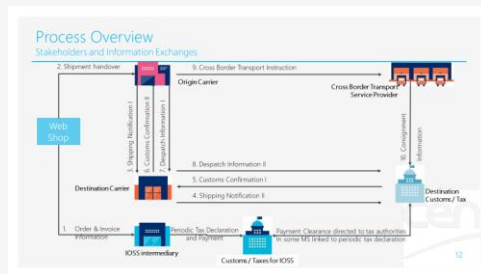 Process Overview
Stakeholders and Information Exchanges
2. Shipment handover
9. Cross Border Transport Instruction
Origin Carrier
Cross Border Transport
Service Provider
Web
Shop
3. Shipping Notification I
6. Customs Confirmation II
7. Despatch Information I
10. Consignment
Information
8. Despatch Information II
5. Customs Confirmation I
4. Shipping Notification II
Destination Carrier
Destination
Customs / Tax
1. Order & Invoice
Information
Periodic Tax Declaration
and Payment
Payment Clearance directed to tax authorities
in some MS linked to periodic tax declaration
IOSS intermediary
Customs / Taxes for IOSS
cen
12